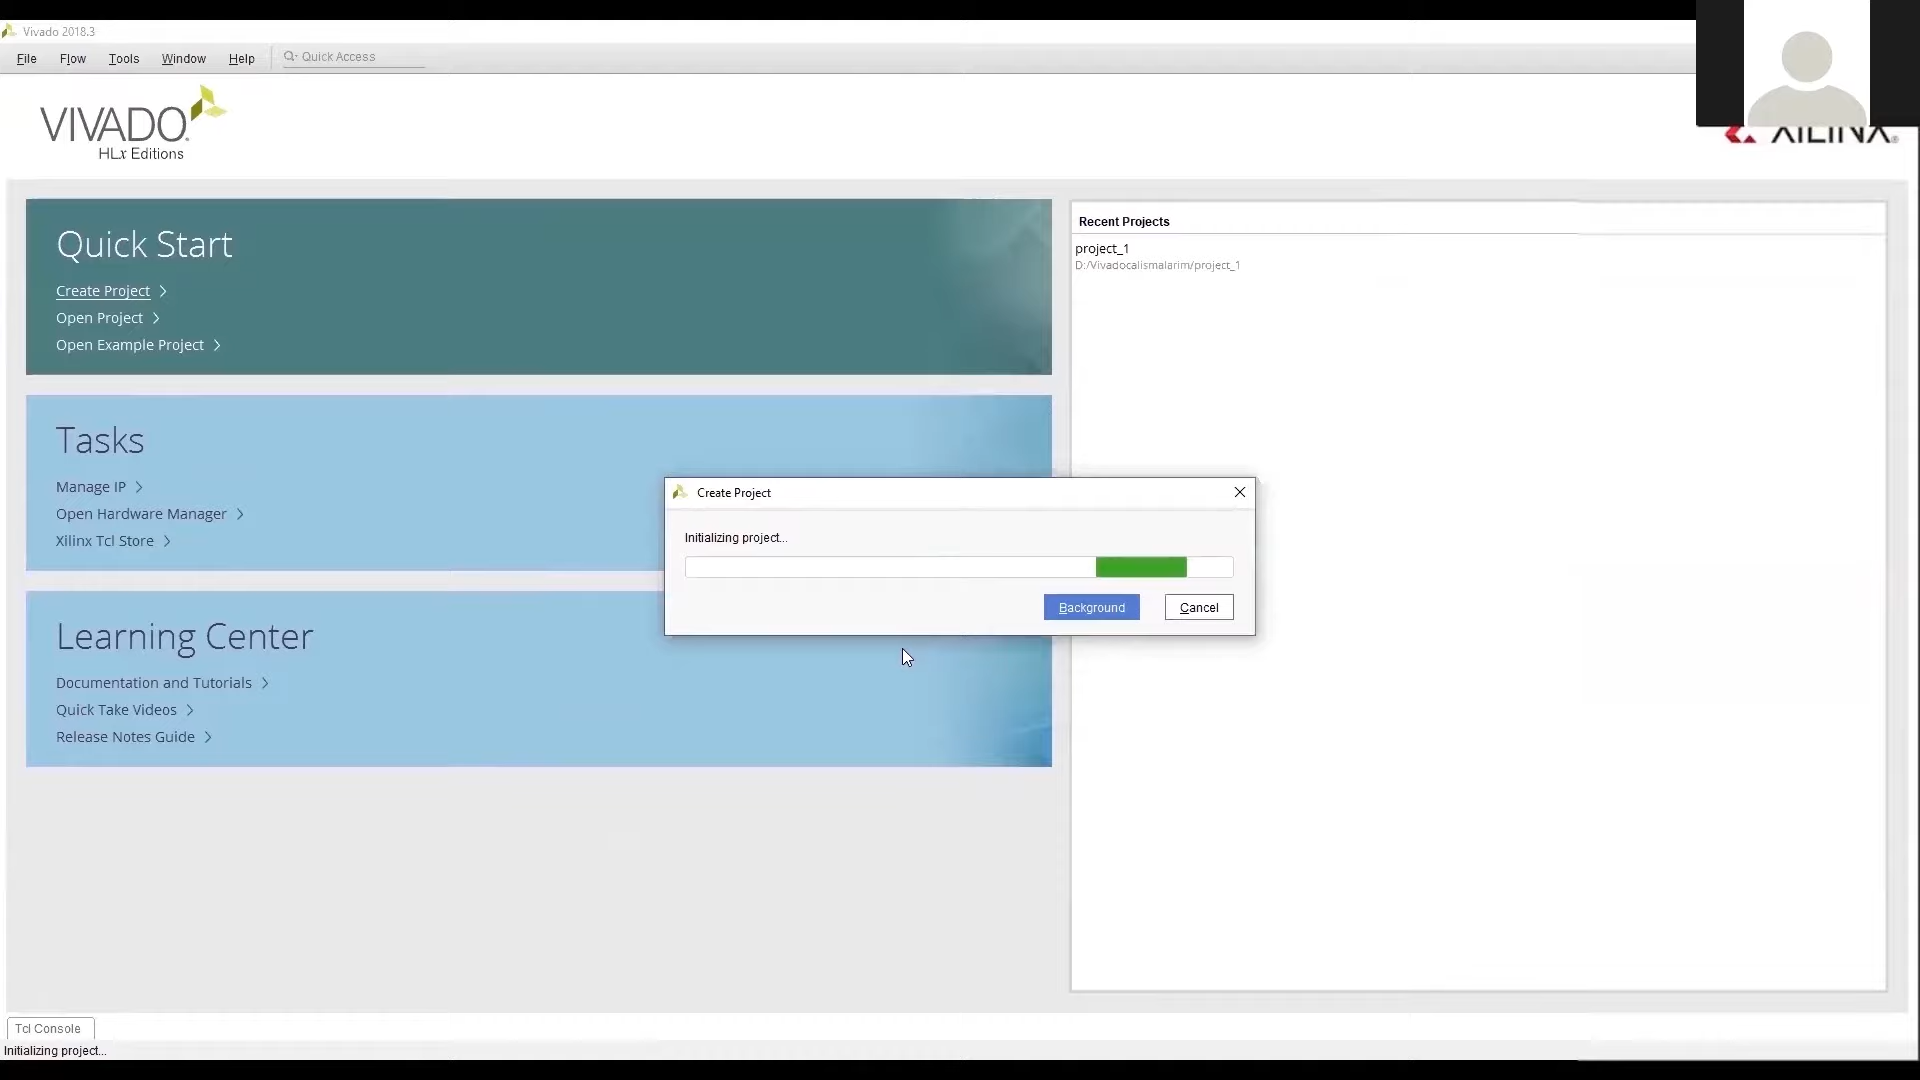 Vivado 2018.3
File Flow Tools Window Help Quick Access
VIVADO
HLx Editions
XILINX
Quick Start
Create Project
Open Project
Open Example Project
Tasks
Manage IP
Open Hardware Manager
Xilinx Tcl Store
Learning Center
Documentation and Tutorials
Quick Take Videos
Release Notes Guide
Recent Projects
project_1
D:/Vivadocalismalarim/project_1
Create Project
Initializing project...
Background Cancel
Tcl Console
Initializing project...